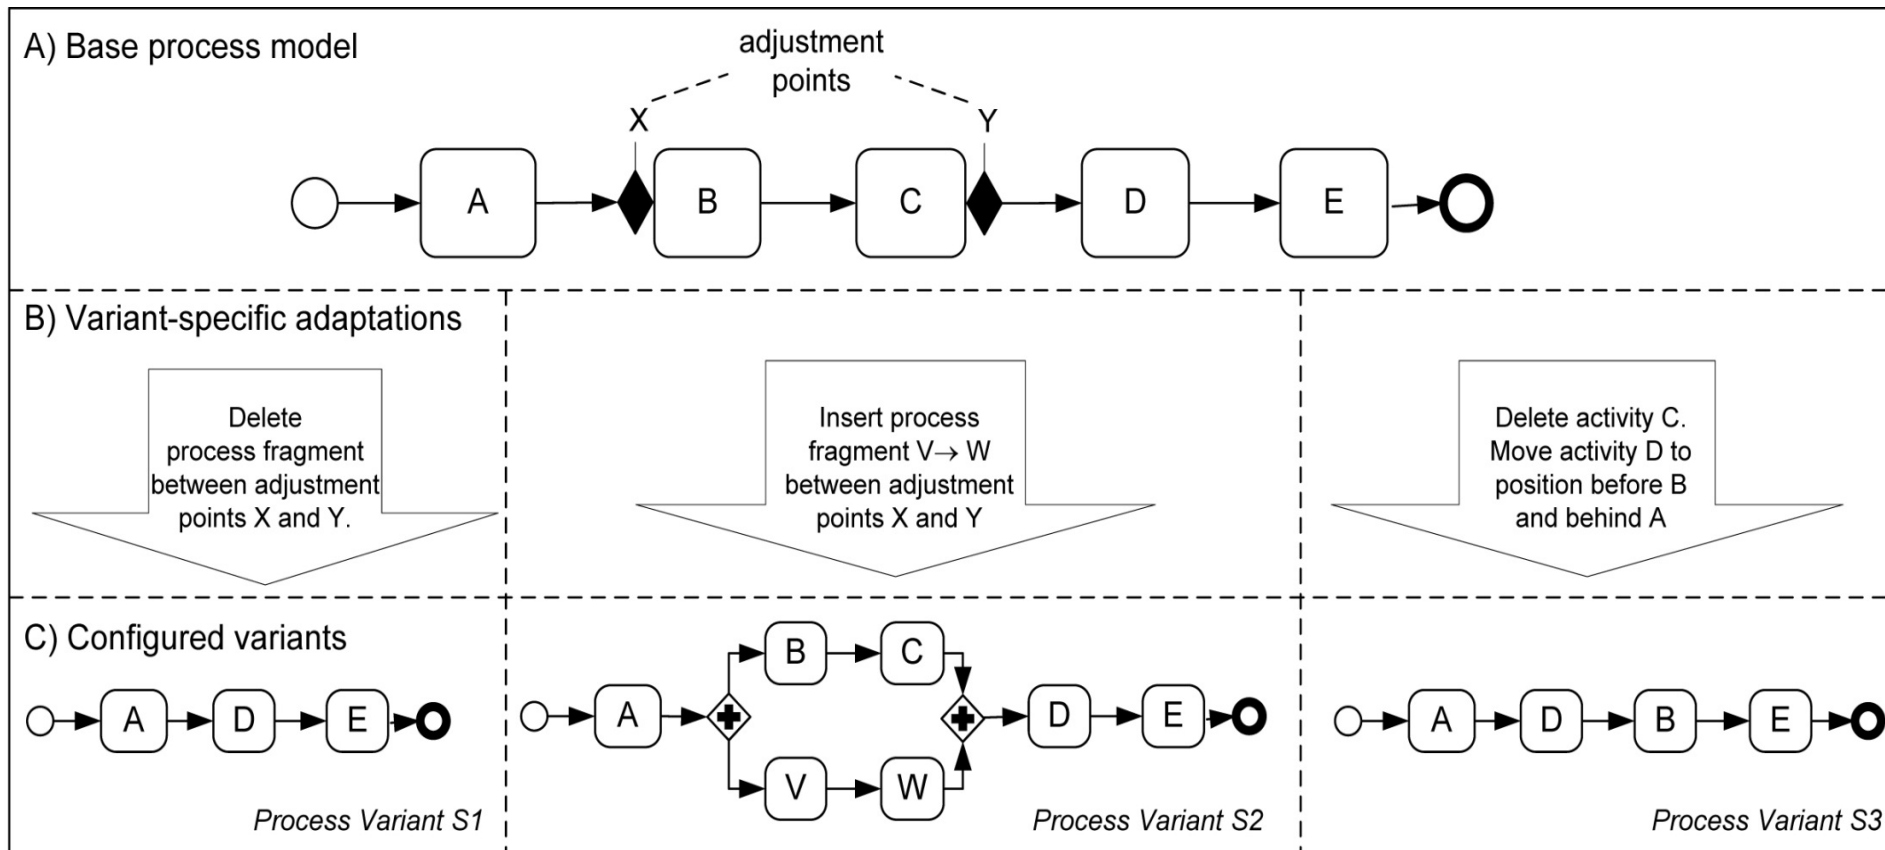 A) Base process model
adjustment
points
X
Y
A
B
C
D
E
B) Variant-specific adaptations
Delete
process fragment
between adjustment
points X and Y.
Insert process
fragment V→ W
between adjustment
points X and Y
Delete activity C.
Move activity D to
position before B
and behind A
C) Configured variants
A
D
E
Process Variant S1
A
B
C
V
W
D
E
Process Variant S2
A
D
B
E
Process Variant S3